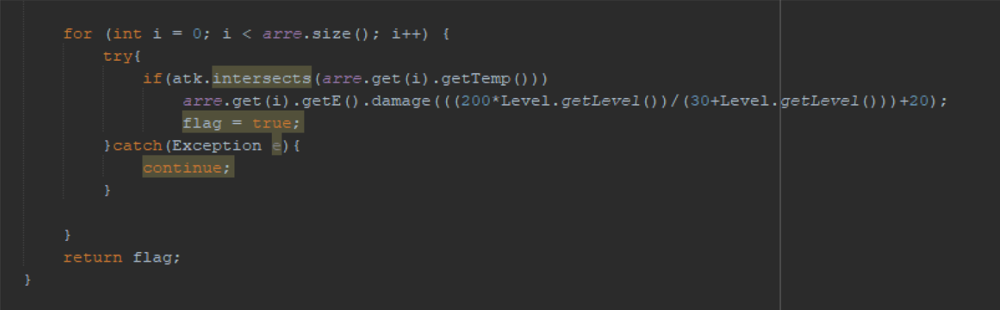 for (int i = 0; i < arre.size(); i++) {
try{
if(atk.intersects(arre.get(i).getTemp()))
arre.get(i).getE().damage(((200*Level.getLevel())/(30+Level.getLevel()))+20);
flag = true;
}catch(Exception e){
continue;
}
}
return flag;
}